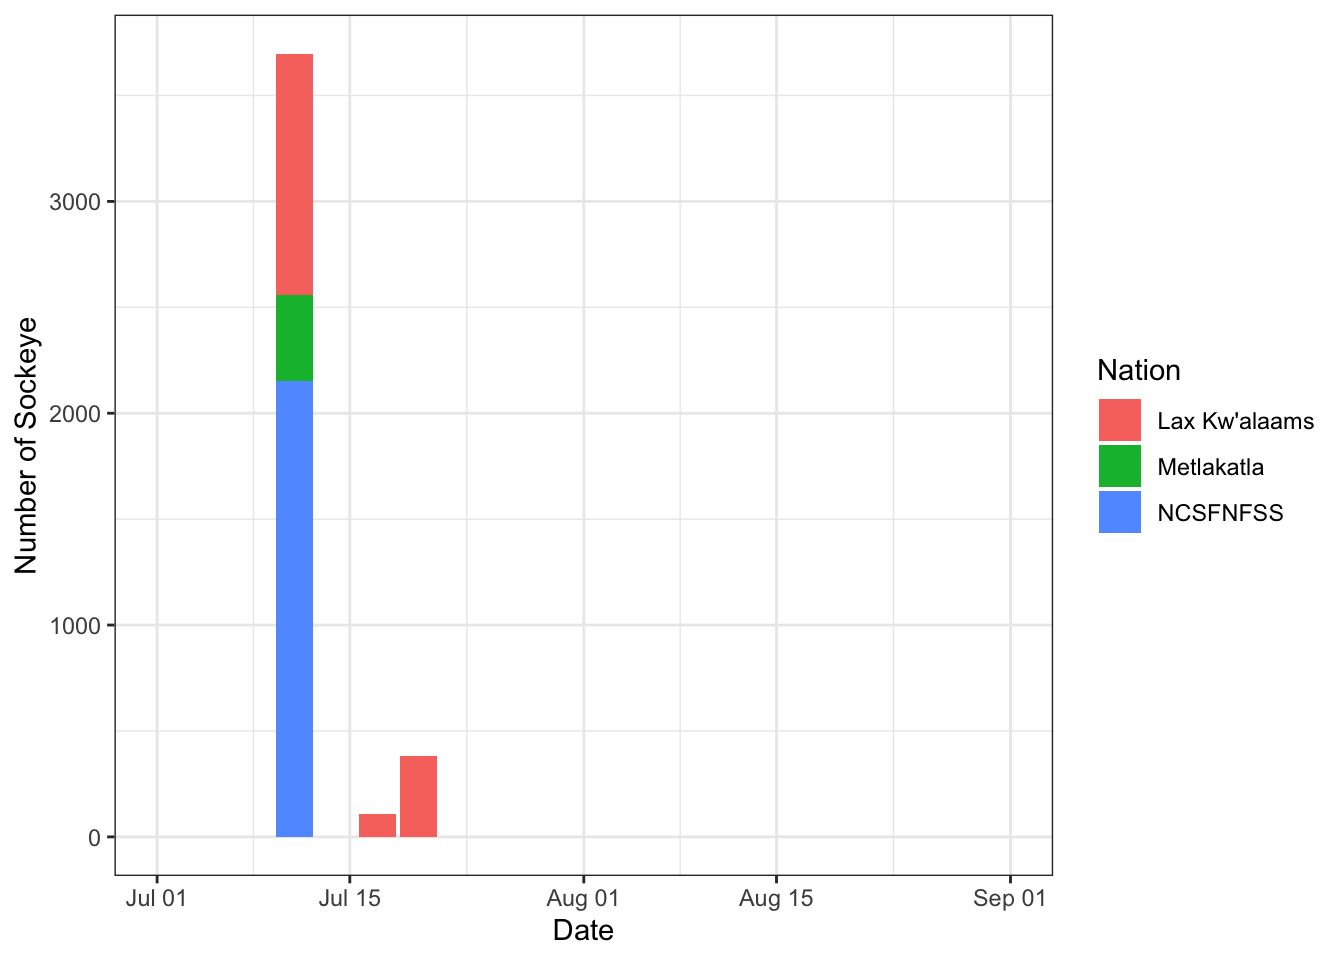 Number of Sockeye
3000
2000
1000
0
Jul 01
Jul 15
Aug 01
Aug 15
Sep 01
Date
Nation
Lax Kw'alaams
Metlakatla
NCSFNFSS